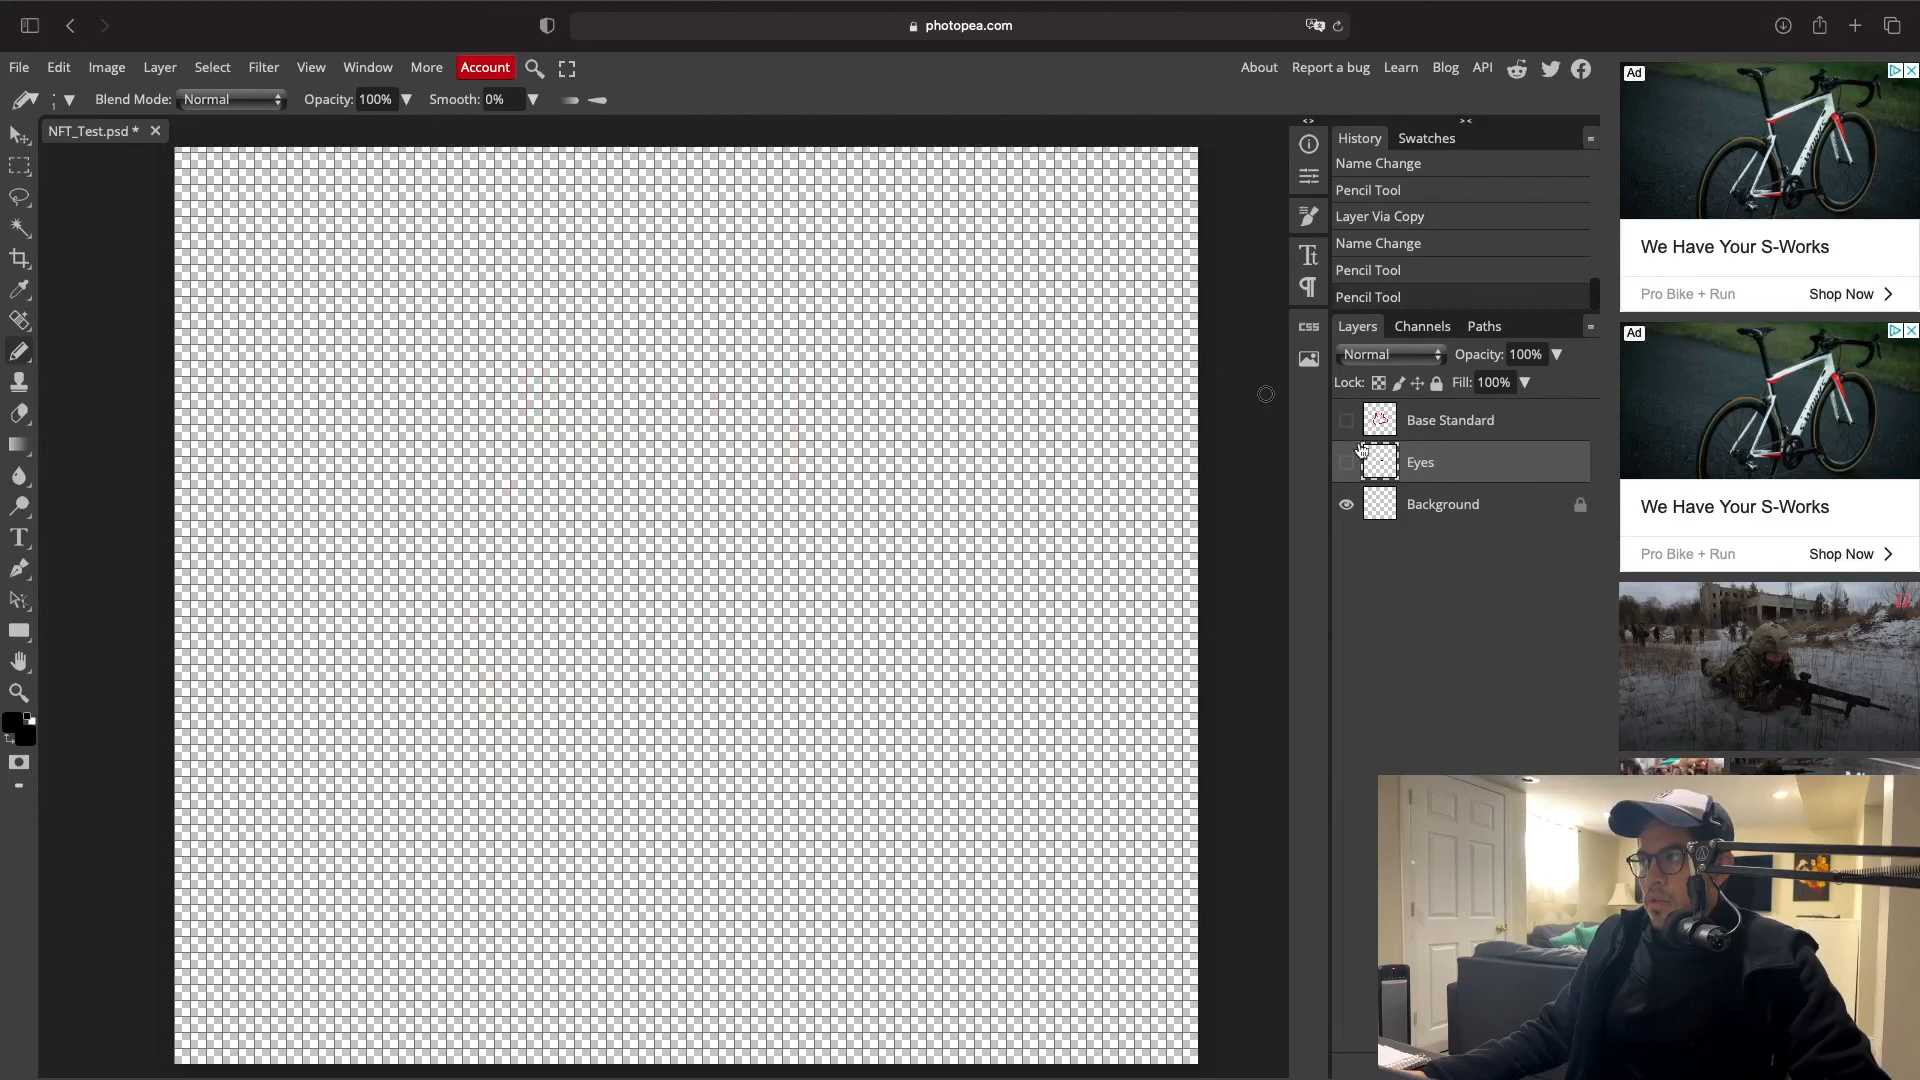 photopea.com
File Edit Image Layer Select Filter View Window More Account
About Report a bug Learn Blog API
Blend Mode: Normal Opacity: 100% Smooth: 0%
NFT_Test.psd *
History Swatches
Name Change
Pencil Tool
Layer Via Copy
Name Change
Pencil Tool
Pencil Tool
CSS
Layers Channels Paths
Normal Opacity: 100%
Lock: Fill: 100%
Base Standard
Eyes
Background
Ad
We Have Your S-Works
Pro Bike + Run Shop Now
Ad
We Have Your S-Works
Pro Bike + Run Shop Now